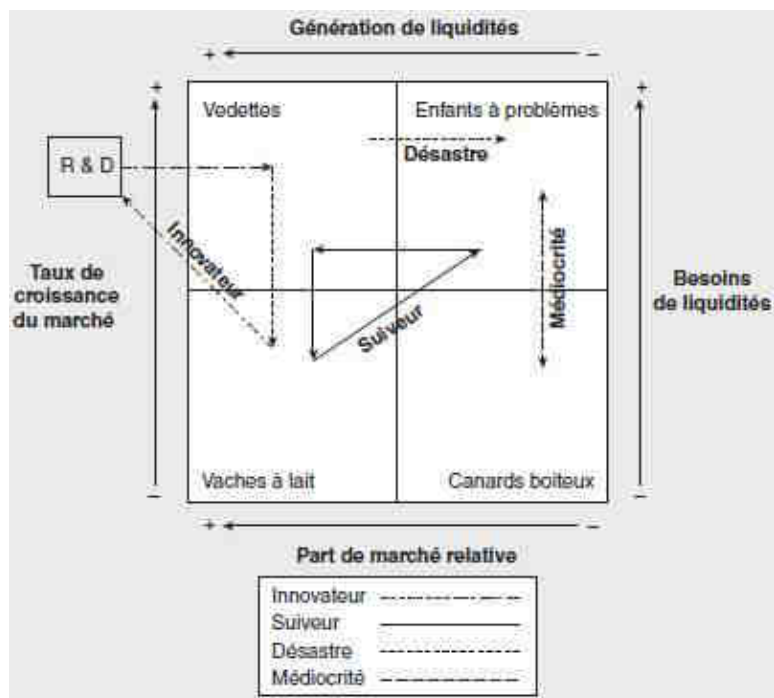 Génération de liquidités
+ –
+ +
Vedettes
Enfants à problèmes
R & D
Désastre
Innovateur
Médiocrité
Suiveur
Taux de
croissance
du marché
Besoins
de liquidités
Vaches à lait
Canards boiteux
– –
+ –
Part de marché relative
Innovateur
Suiveur
Désastre
Médiocrité